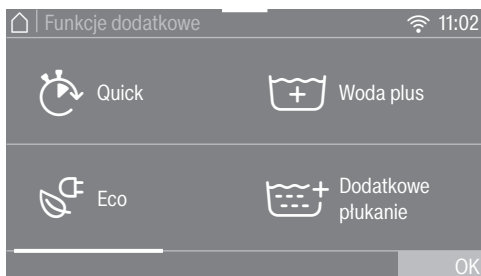 Funkcje dodatkowe
11:02
Quick
Woda plus
Eco
Dodatkowe
płukanie
OK